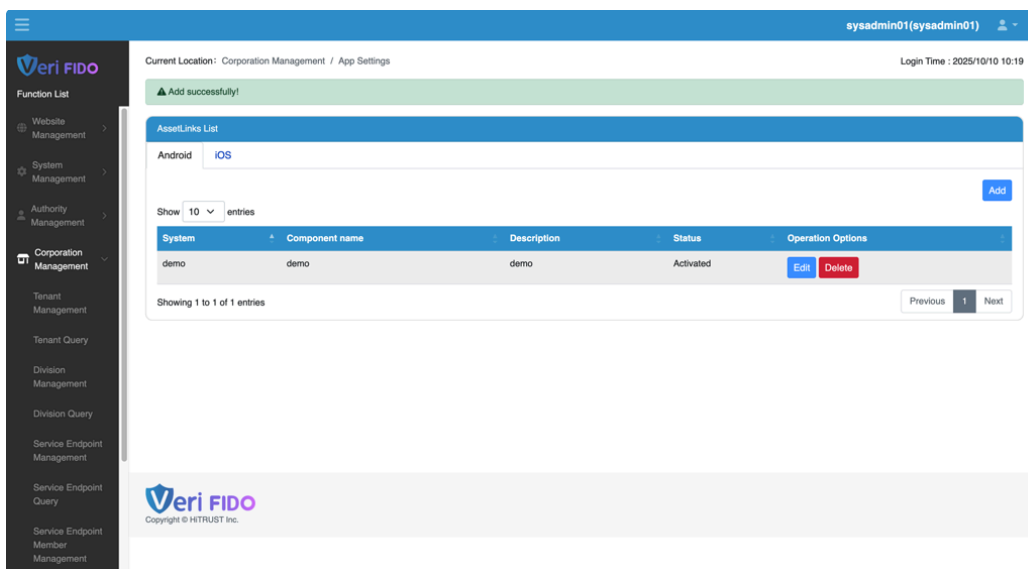 sysadmin01(sysadmin01)
Veri FIDO
Function List
Website
Management
System
Management
Authority
Management
Corporation
Management
Tenant
Management
Tenant Query
Division
Management
Division Query
Service Endpoint
Management
Service Endpoint
Query
Service Endpoint
Member
Management
Current Location： Corporation Management / App Settings
Login Time : 2025/10/10 10:19
Add successfully!
AssetLinks List
Android iOS
Add
Show 10 entries
System Component name Description Status Operation Options
demo demo demo Activated Edit Delete
Showing 1 to 1 of 1 entries
Previous 1 Next
Veri FIDO
Copyright © HiTRUST Inc.